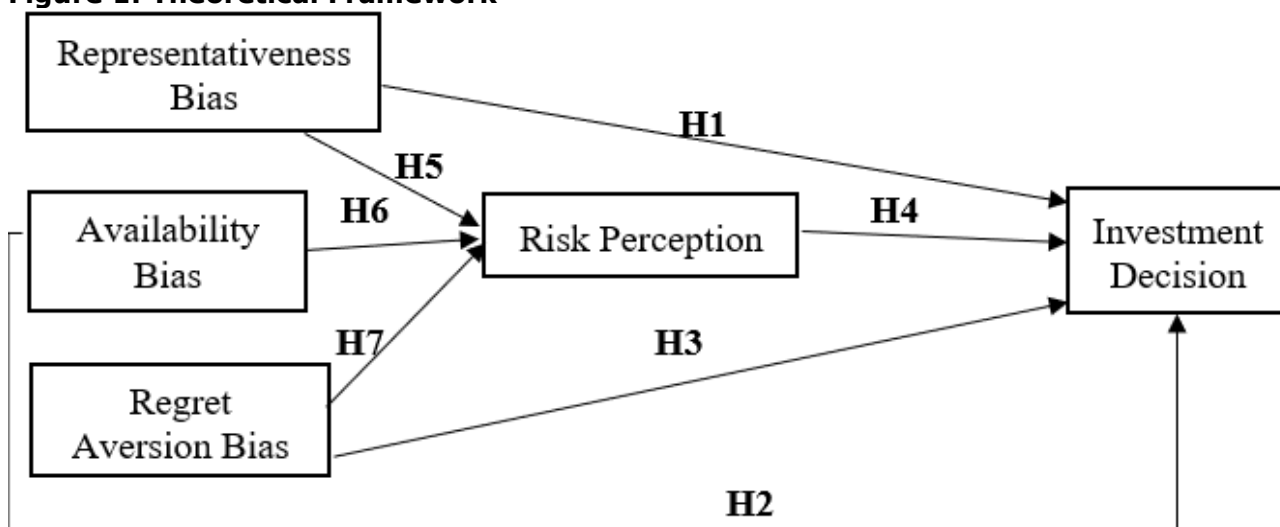 Figure 1. Theoretical Framework
Representativeness
Bias
H1
H5
Availability
Bias
H6
Risk Perception
H4
Investment
Decision
H7
H3
Regret
Aversion Bias
H2